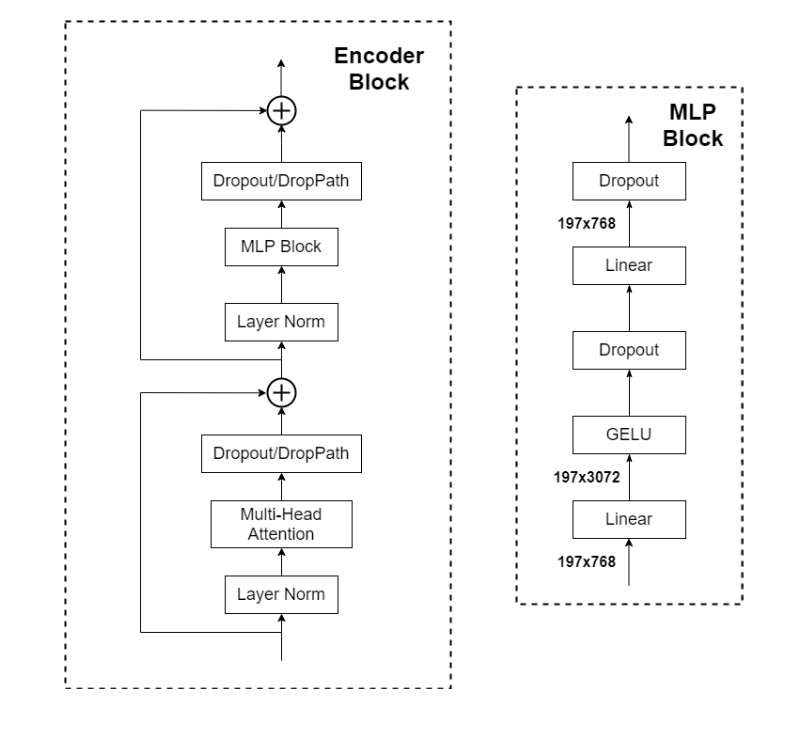 Encoder
Block
Dropout/DropPath
MLP Block
Layer Norm
Dropout/DropPath
Multi-Head
Attention
Layer Norm
MLP
Block
Dropout
197x768
Linear
Dropout
GELU
197x3072
Linear
197x768